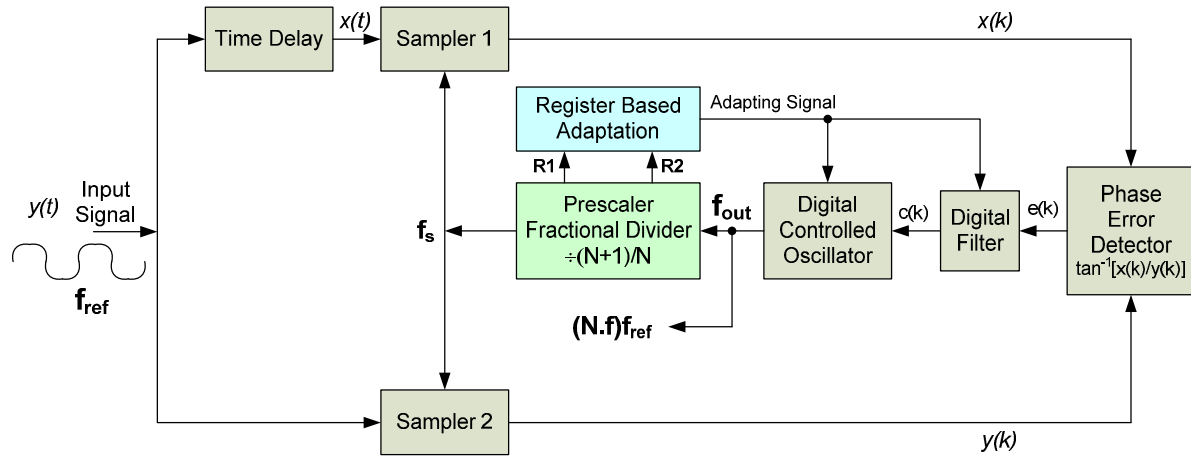 x(t)
x(k)
Time Delay
Sampler 1
Register Based
Adaptation
Adapting Signal
R1
R2
y(t)
Input
Signal
f_ref
f_s
Prescaler
Fractional Divider
÷(N+1)/N
f_out
Digital
Controlled
Oscillator
c(k)
Digital
Filter
e(k)
Phase
Error
Detector
tan⁻¹[x(k)/y(k)]
(N.f)f_ref
Sampler 2
y(k)